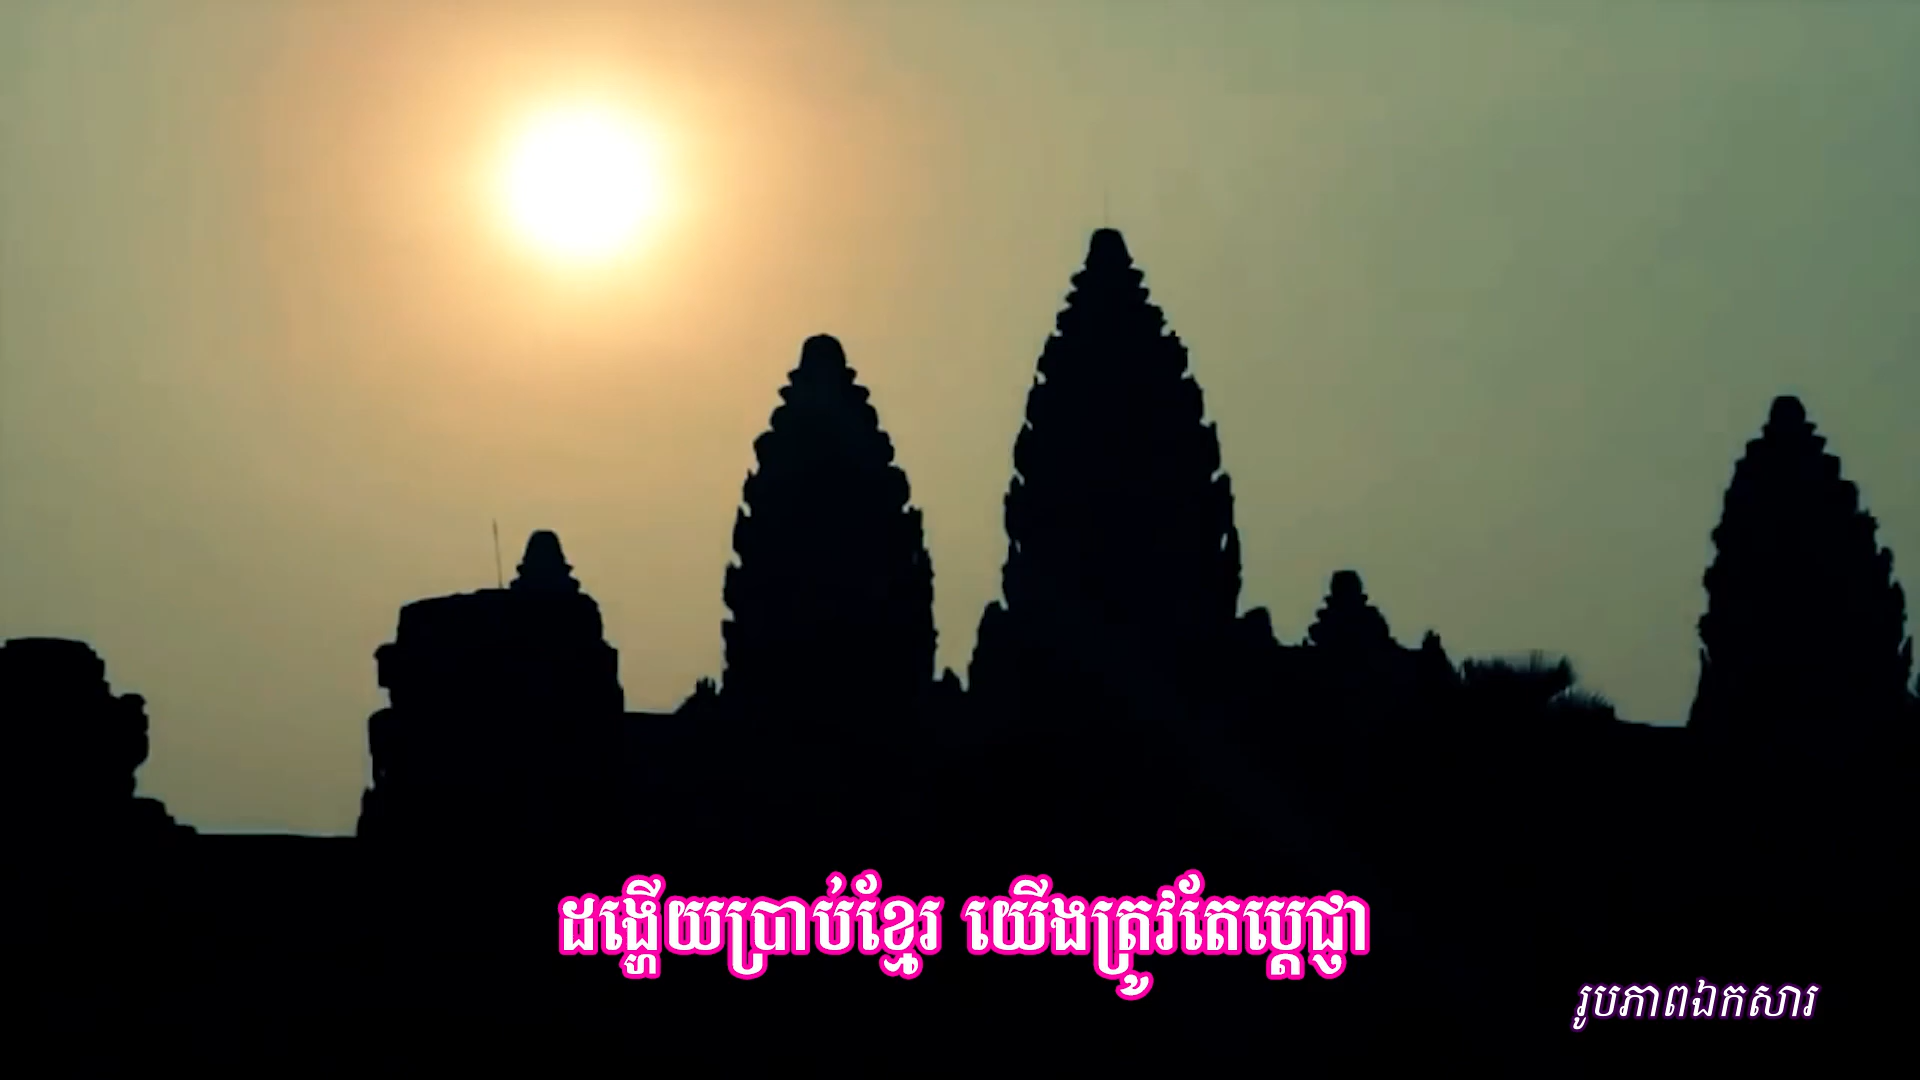 ដង្ហើយប្រាប់ខ្មែរ យើងត្រូវតែប្ដេជ្ញា
រូបភាពឯកសារ